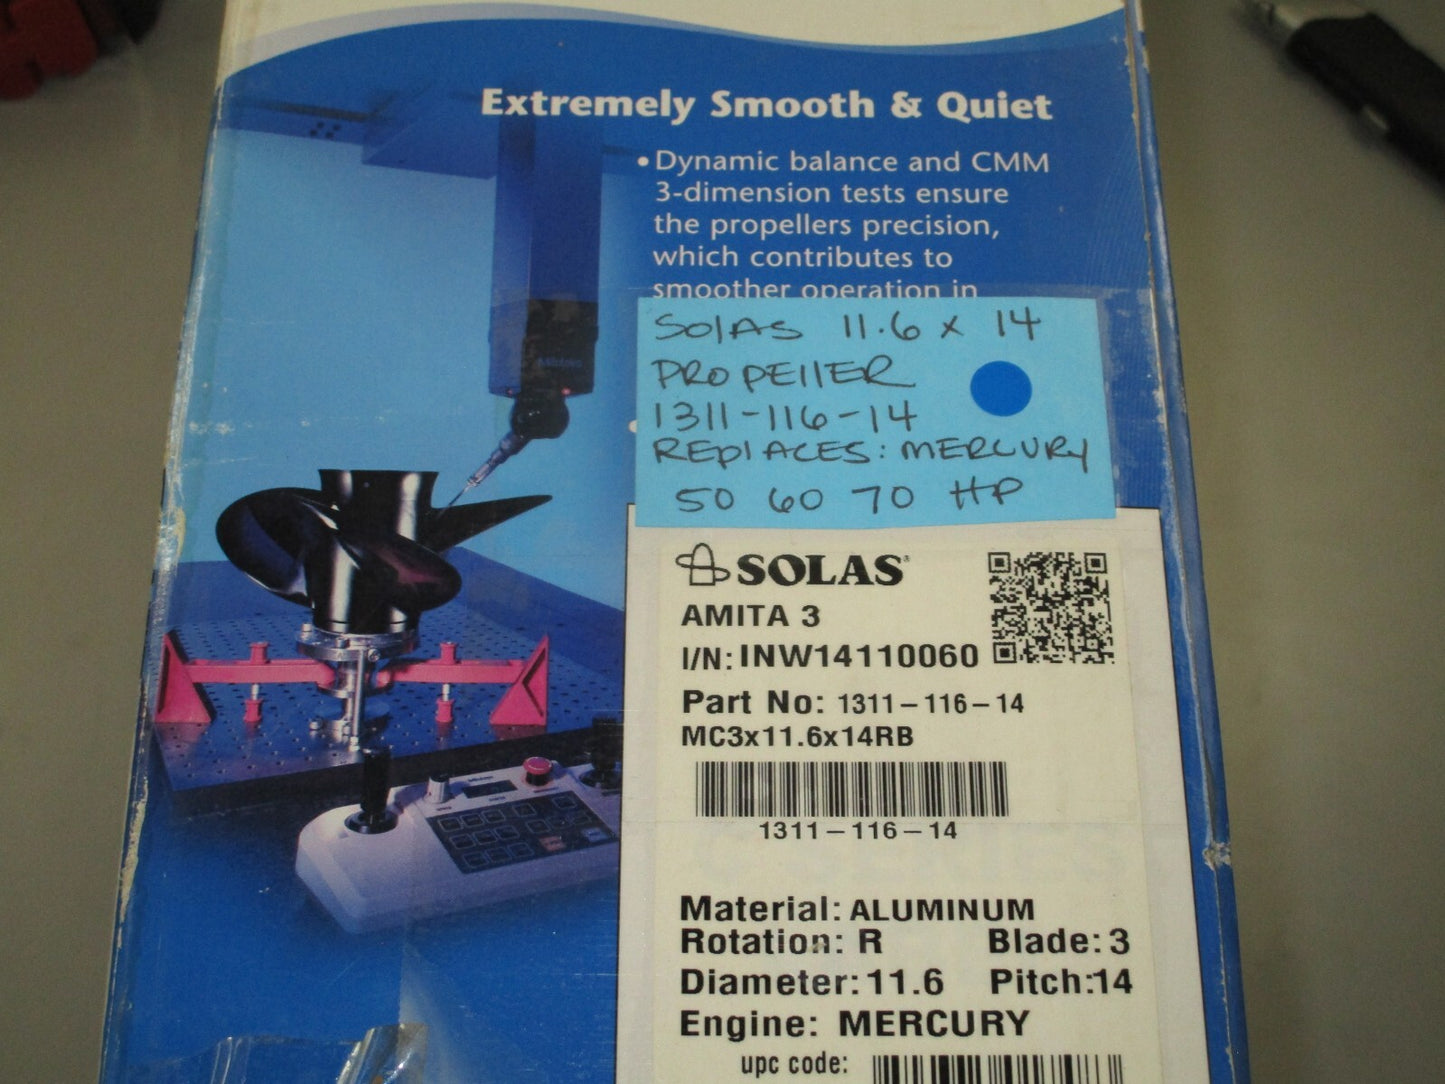 Extremely Smooth & Quiet
• Dynamic balance and CMM
3-dimension tests ensure
the propellers precision,
which contributes to
smoother operation in
SOLAS 11.6 x 14
PROPELLER
1311-116-14
REPLACES: MERCURY
50 60 70 HP
SOLAS®
AMITA 3
I/N: INW14110060
Part No: 1311-116-14
MC3x11.6x14RB
1311-116-14
Material: ALUMINUM
Rotation: R Blade: 3
Diameter: 11.6 Pitch:14
Engine: MERCURY
upc code: